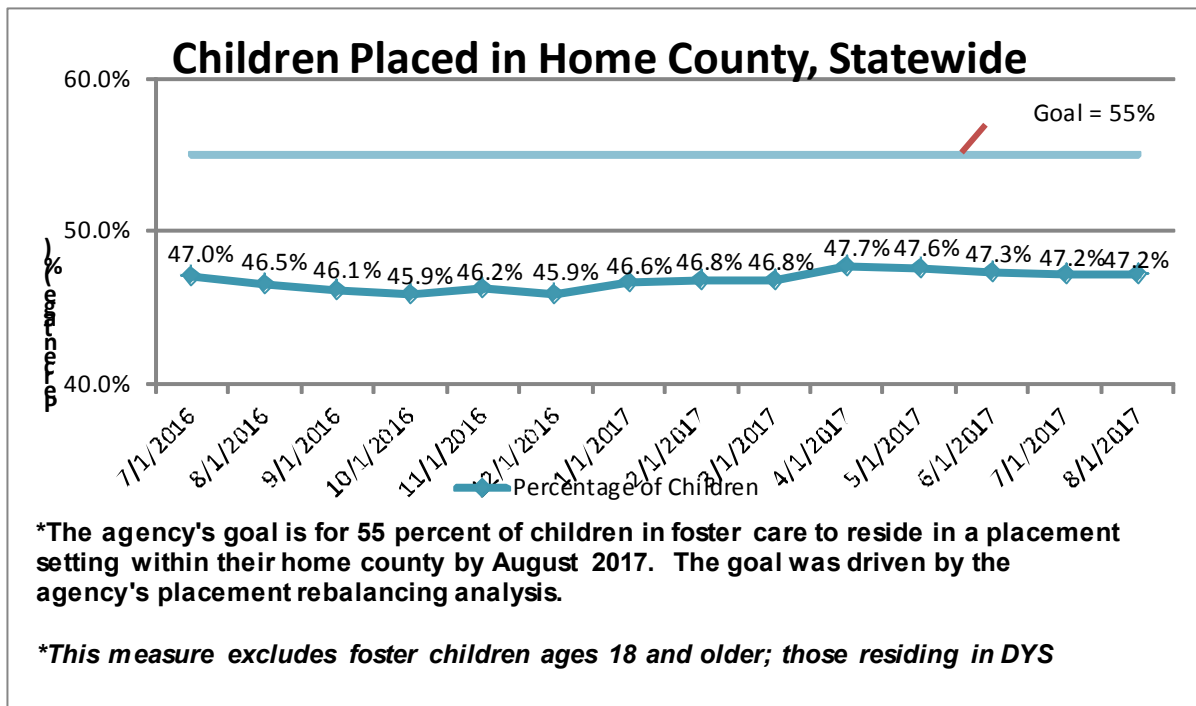 Children Placed in Home County, Statewide
60.0%
Goal = 55%
50.0%
40.0%
Percentage (%)
47.0% 46.5% 46.1% 45.9% 46.2% 45.9% 46.6% 46.8% 46.8% 47.7% 47.6% 47.3% 47.2% 47.2%
7/1/2016 8/1/2016 9/1/2016 10/1/2016 11/1/2016 12/1/2016 1/1/2017 2/1/2017 3/1/2017 4/1/2017 5/1/2017 6/1/2017 7/1/2017 8/1/2017
Percentage of Children
*The agency's goal is for 55 percent of children in foster care to reside in a placement
setting within their home county by August 2017. The goal was driven by the
agency's placement rebalancing analysis.
*This measure excludes foster children ages 18 and older; those residing in DYS